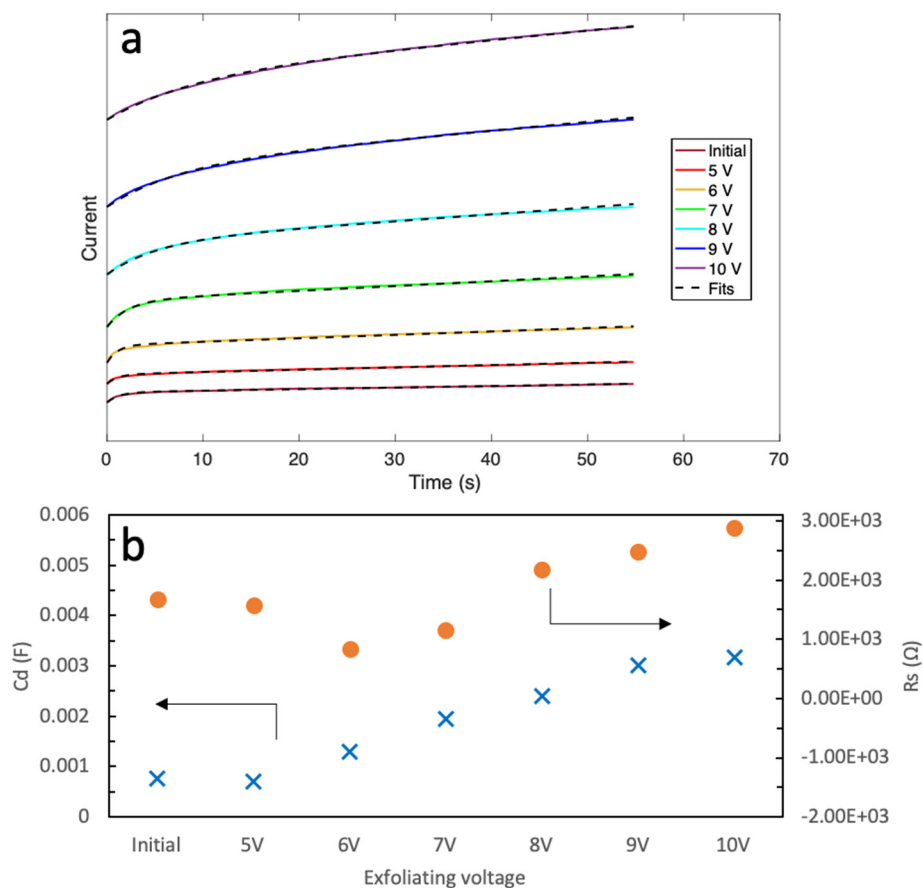 a
Current
Initial
5 V
6 V
7 V
8 V
9 V
10 V
Fits
0 10 20 30 40 50 60 70
Time (s)
b
Cd (F)
0.006
0.005
0.004
0.003
0.002
0.001
0
3.00E+03
2.00E+03
1.00E+03
0.00E+00
-1.00E+03
-2.00E+03
Rs (Ω)
Initial 5V 6V 7V 8V 9V 10V
Exfoliating voltage